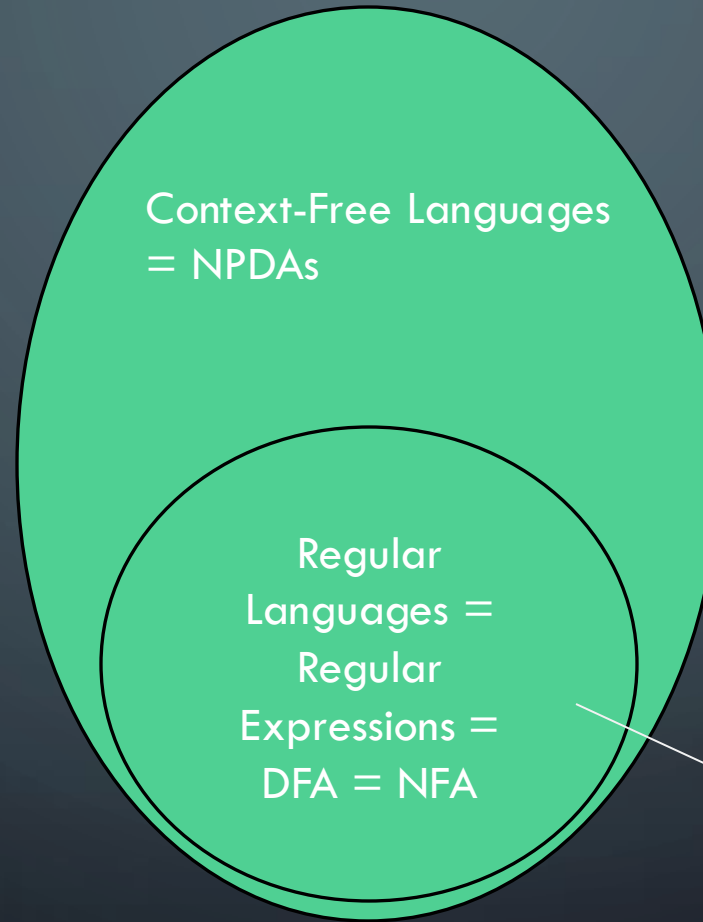 Context-Free Languages
= NPDAs
Regular
Languages =
Regular
Expressions =
DFA = NFA